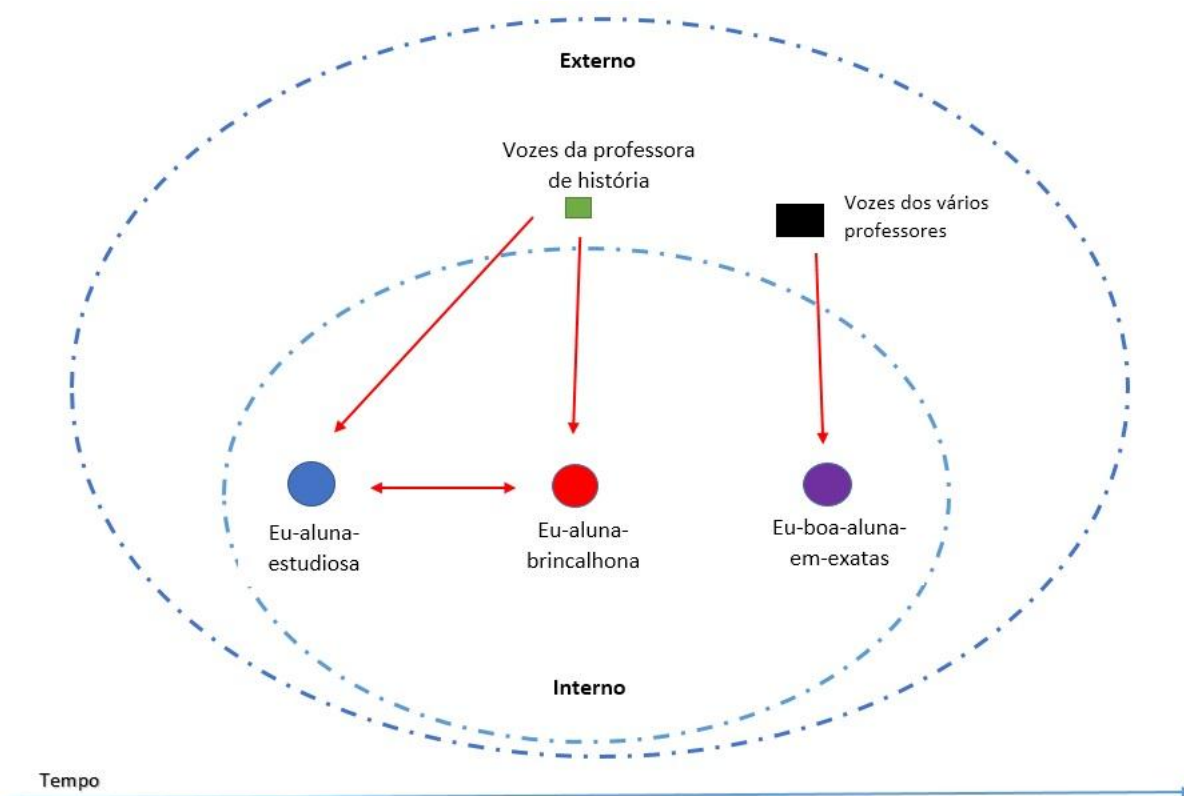 Externo
Vozes da professora
de história
Vozes dos vários
professores
Eu-aluna-
estudiosa
Eu-aluna-
brincalhona
Eu-boa-aluna-
em-exatas
Interno
Tempo